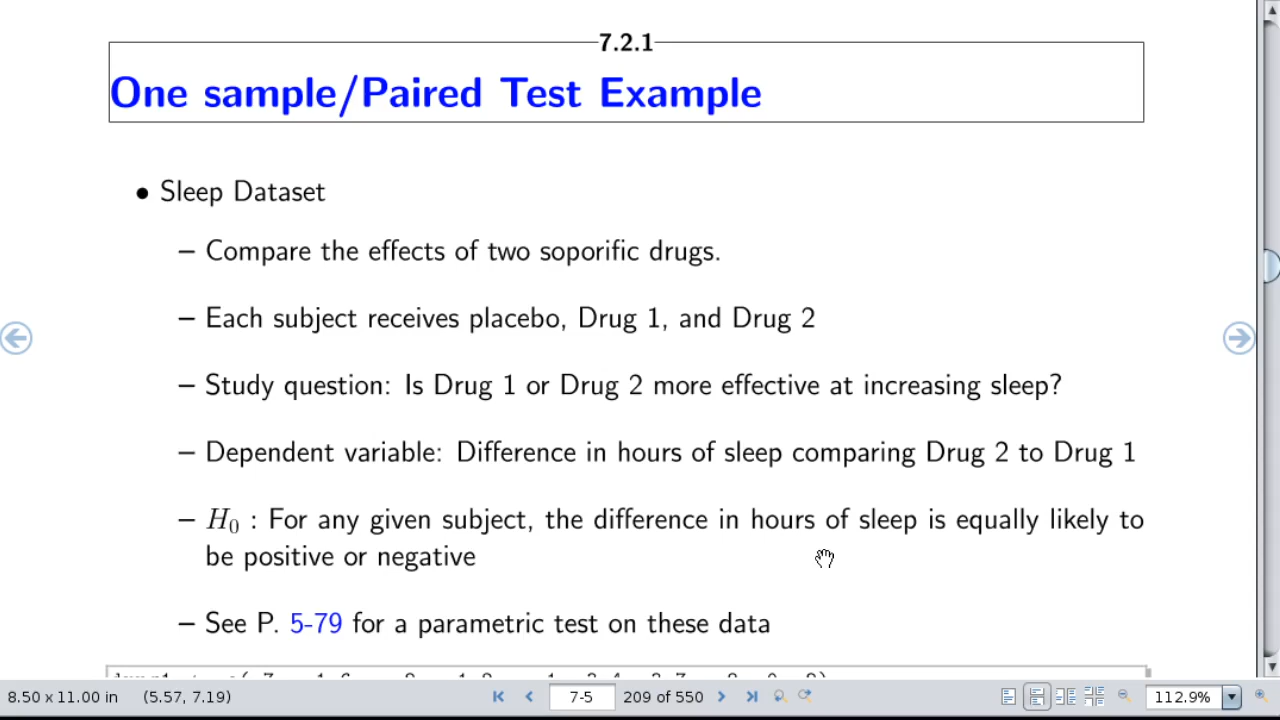 7.2.1
One sample/Paired Test Example
• Sleep Dataset
– Compare the effects of two soporific drugs.
– Each subject receives placebo, Drug 1, and Drug 2
– Study question: Is Drug 1 or Drug 2 more effective at increasing sleep?
– Dependent variable: Difference in hours of sleep comparing Drug 2 to Drug 1
– H₀ : For any given subject, the difference in hours of sleep is equally likely to
be positive or negative
– See P. 5-79 for a parametric test on these data
8.50 x 11.00 in (5.57, 7.19) 7-5 209 of 550 112.9%